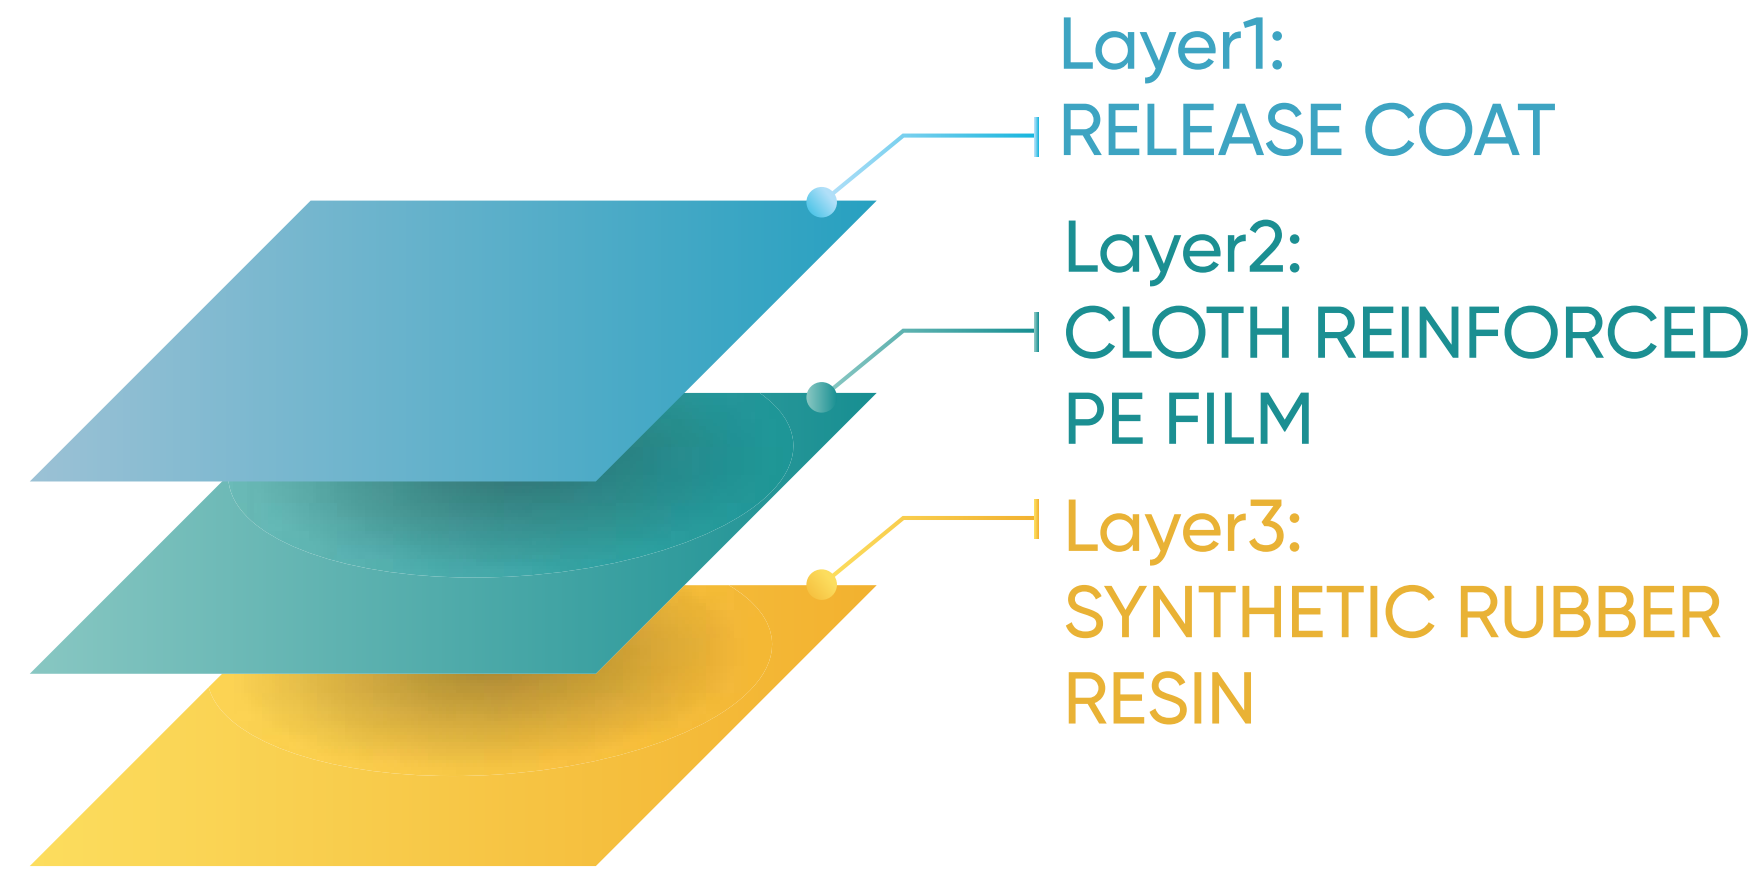 Layer1:
RELEASE COAT
Layer2:
CLOTH REINFORCED
PE FILM
Layer3:
SYNTHETIC RUBBER
RESIN